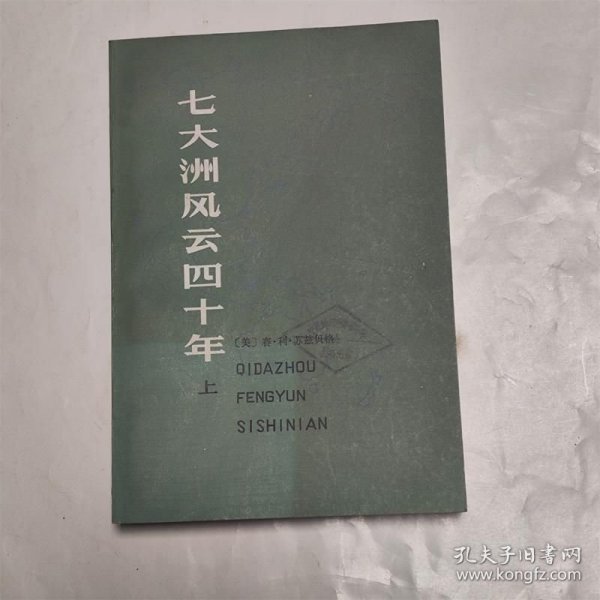 七大洲风云四十年
上
〔美〕赛·利·苏兹贝格
QIDAZHOU
FENGYUN
SISHINIAN
孔夫子旧书网
www.kongfz.com